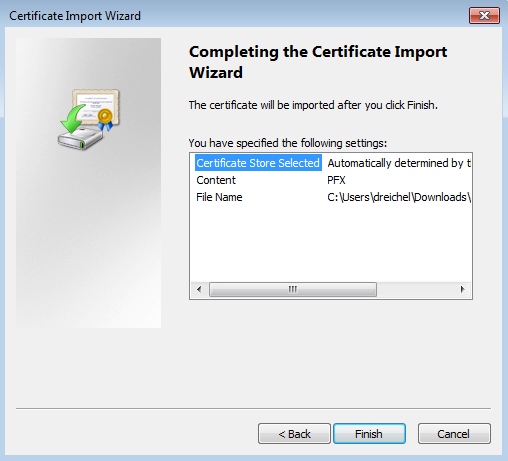 Certificate Import Wizard
Completing the Certificate Import
Wizard
The certificate will be imported after you click Finish.
You have specified the following settings:
Certificate Store Selected Automatically determined by t
Content PFX
File Name C:\Users\dreichel\Downloads\
< Back Finish Cancel